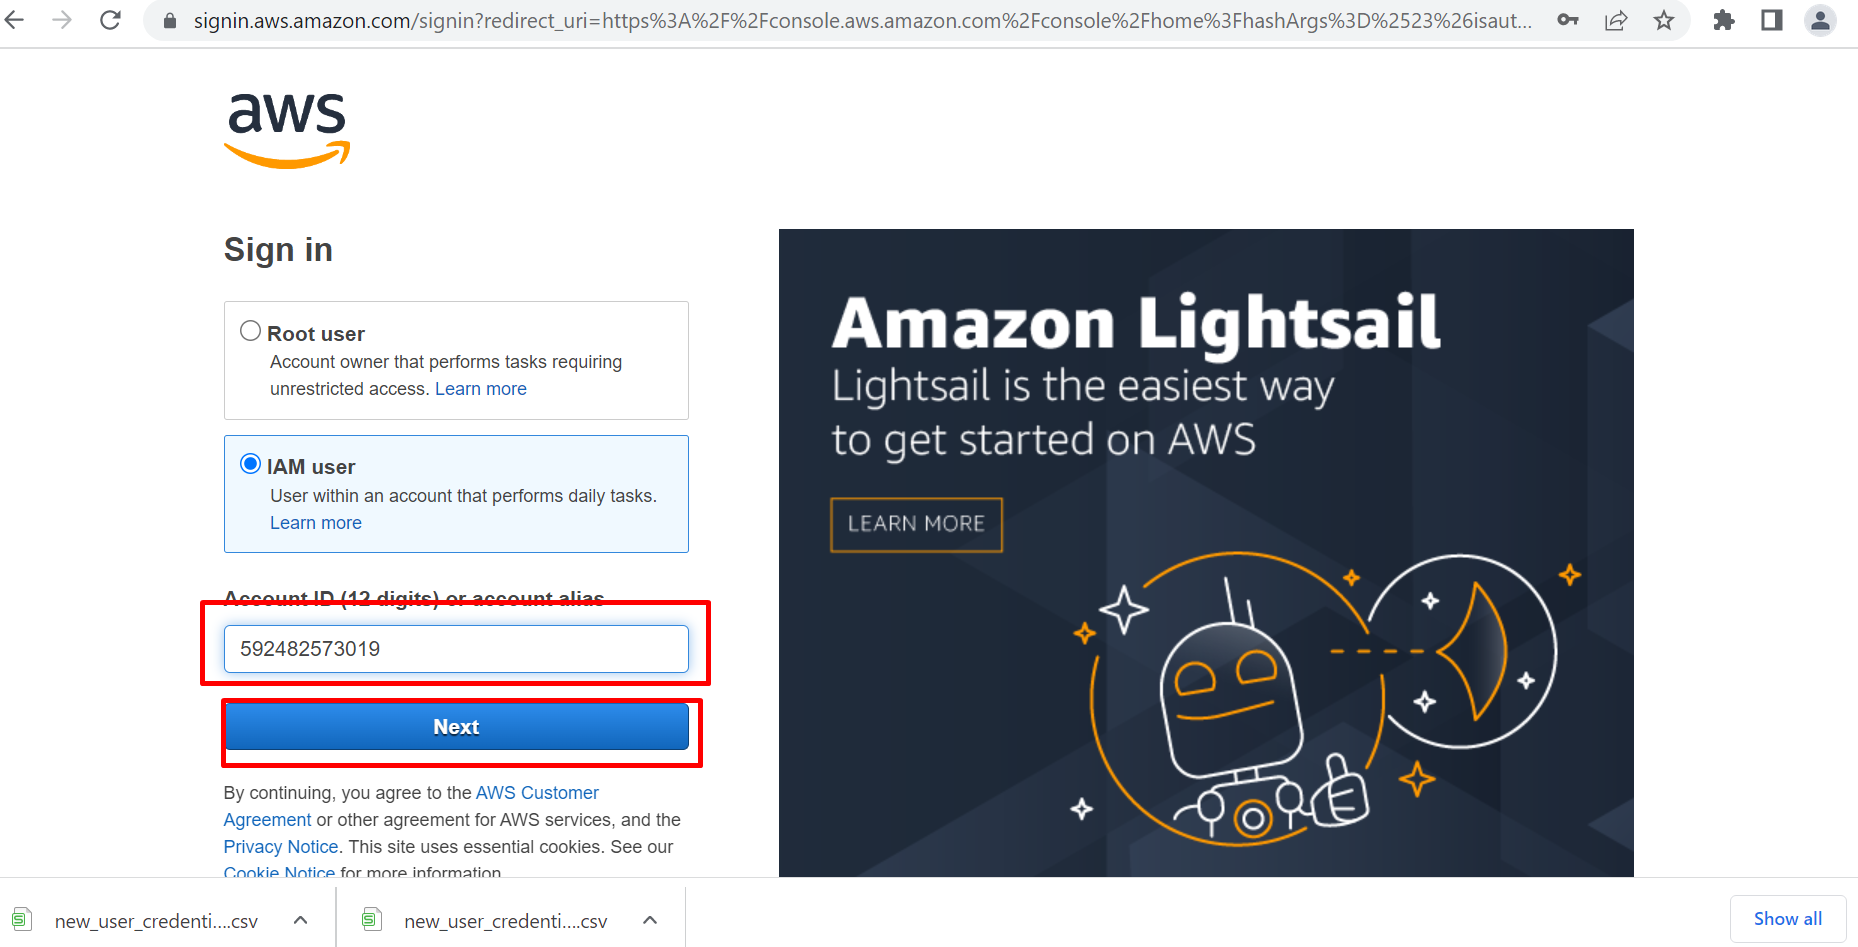 signin.aws.amazon.com/signin?redirect_uri=https%3A%2F%2Fconsole.aws.amazon.com%2Fconsole%2Fhome%3FhashArgs%3D%2523%26isaut...
aws
Sign in
Root user
Account owner that performs tasks requiring
unrestricted access. Learn more
IAM user
User within an account that performs daily tasks.
Learn more
Account ID (12 digits) or account alias
592482573019
Next
By continuing, you agree to the AWS Customer
Agreement or other agreement for AWS services, and the
Privacy Notice. This site uses essential cookies. See our
Cookie Notice for more information.
Amazon Lightsail
Lightsail is the easiest way
to get started on AWS
LEARN MORE
new_user_credenti....csv
new_user_credenti....csv
Show all